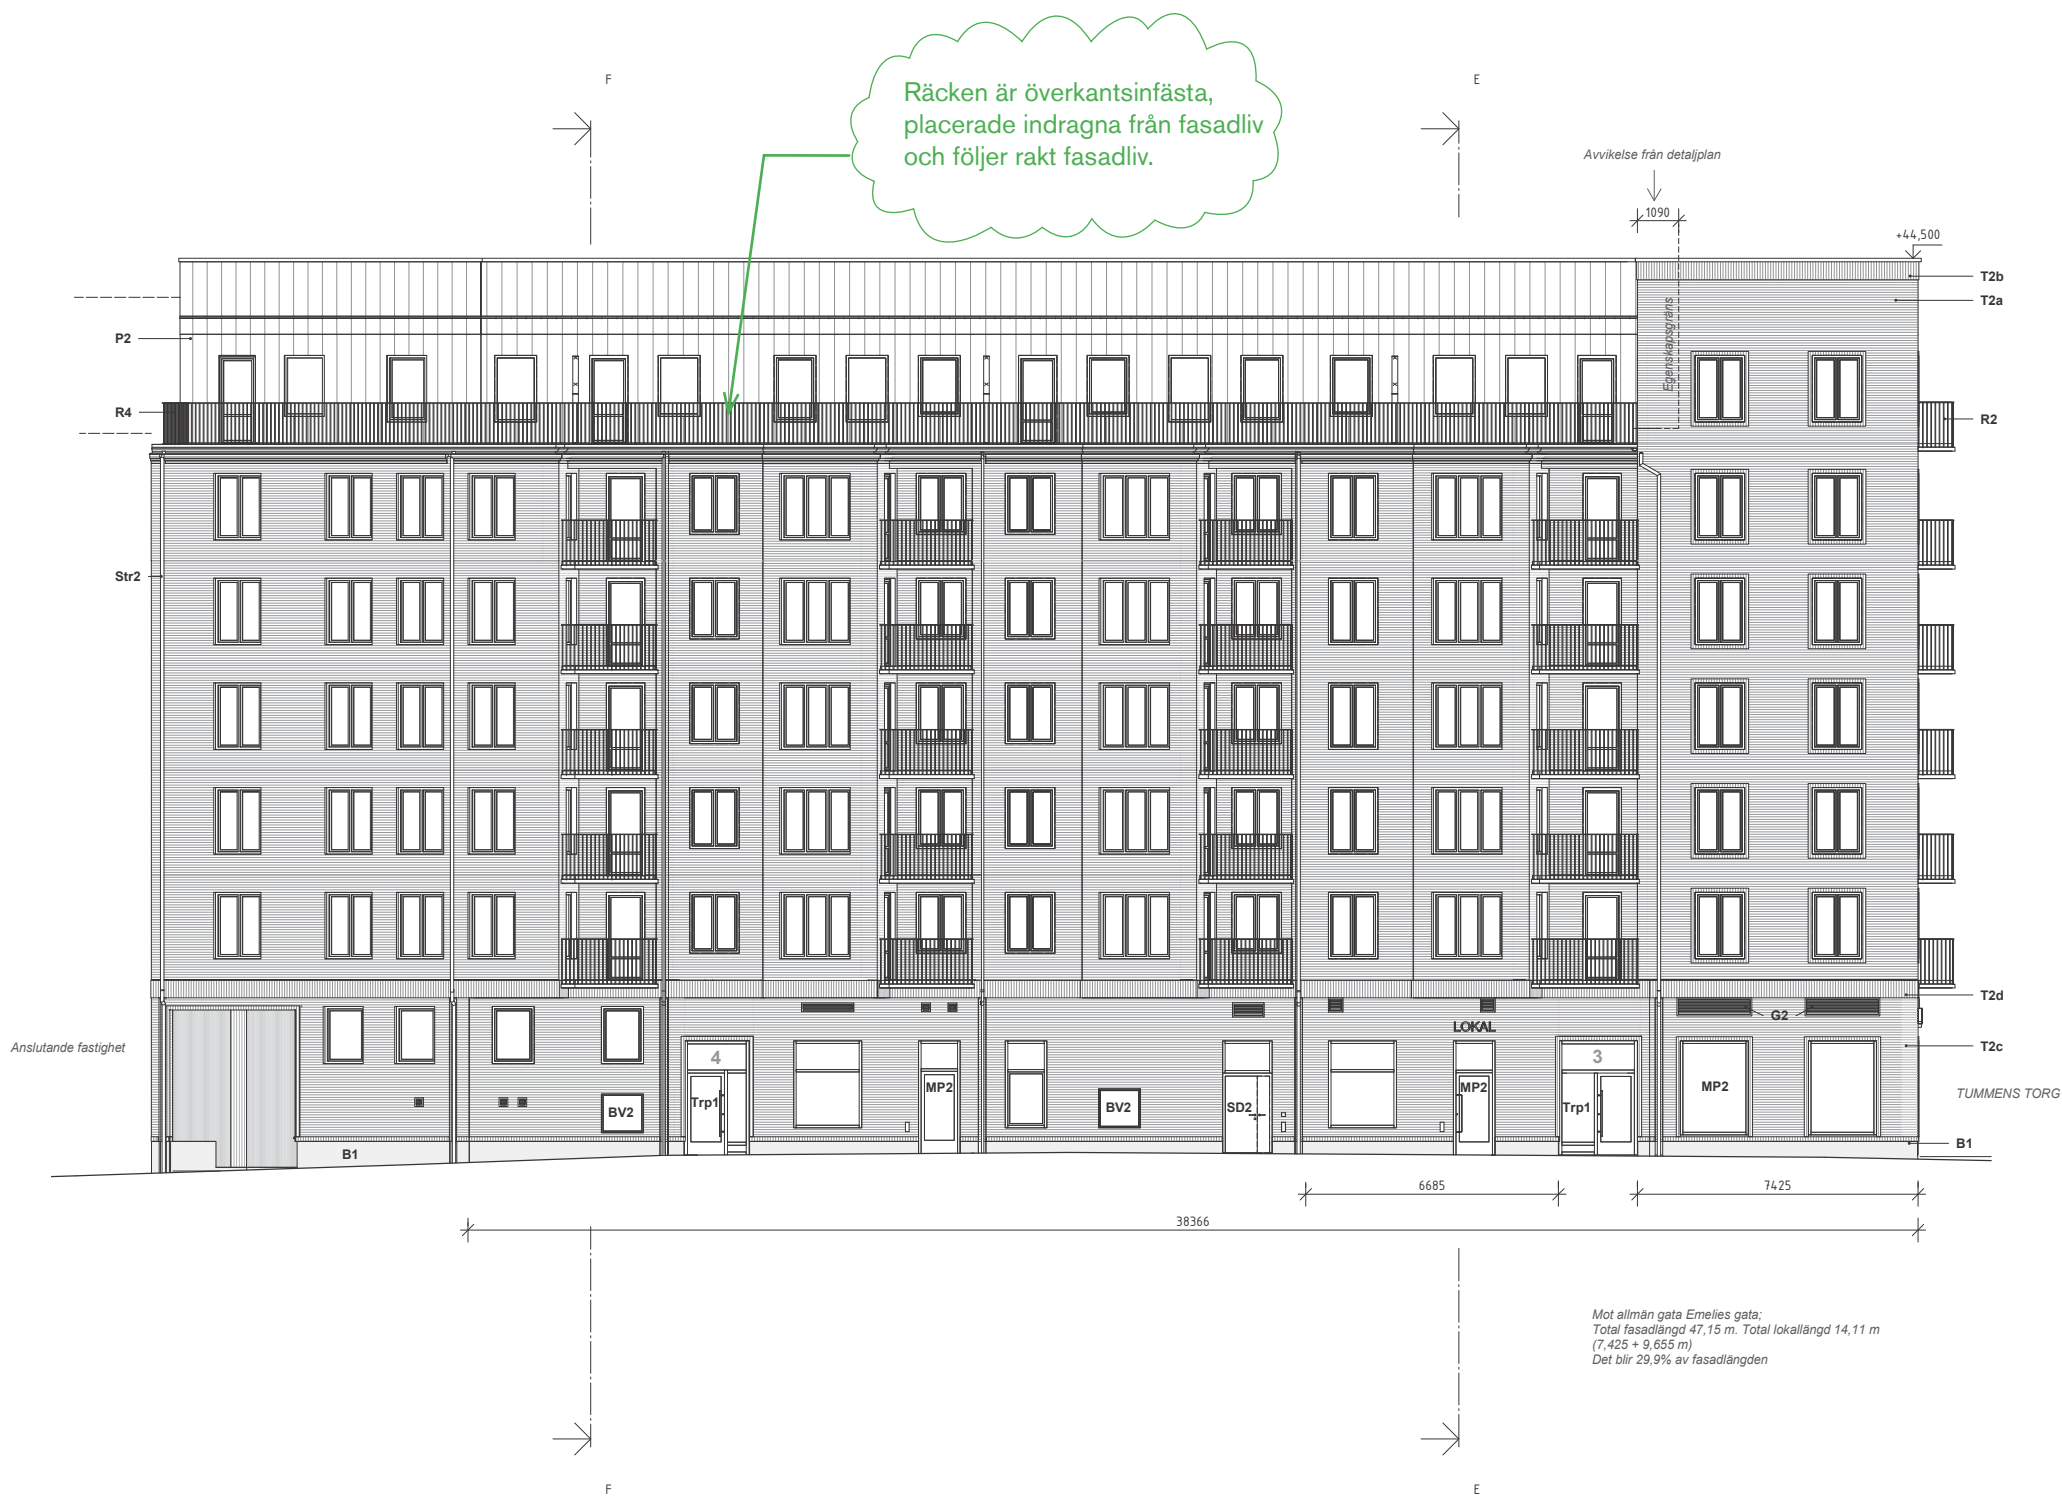 F
E
Räcken är överkantsinfästa,
placerade indragna från fasadliv
och följer rakt fasadliv.
Avvikelse från detaljplan
1090
+44,500
T2b
T2a
Egenskapsgräns
P2
R4
R2
Str2
T2d
G2
LOKAL
Anslutande fastighet
T2c
4
3
MP2
MP2
MP2
Trp1
Trp1
BV2
BV2
SD2
TUMMENS TORG
B1
B1
6685
7425
38366
Mot allmän gata Emelies gata;
Total fasadlängd 47,15 m. Total lokallängd 14,11 m
(7,425 + 9,655 m)
Det blir 29,9% av fasadlängden
F
E